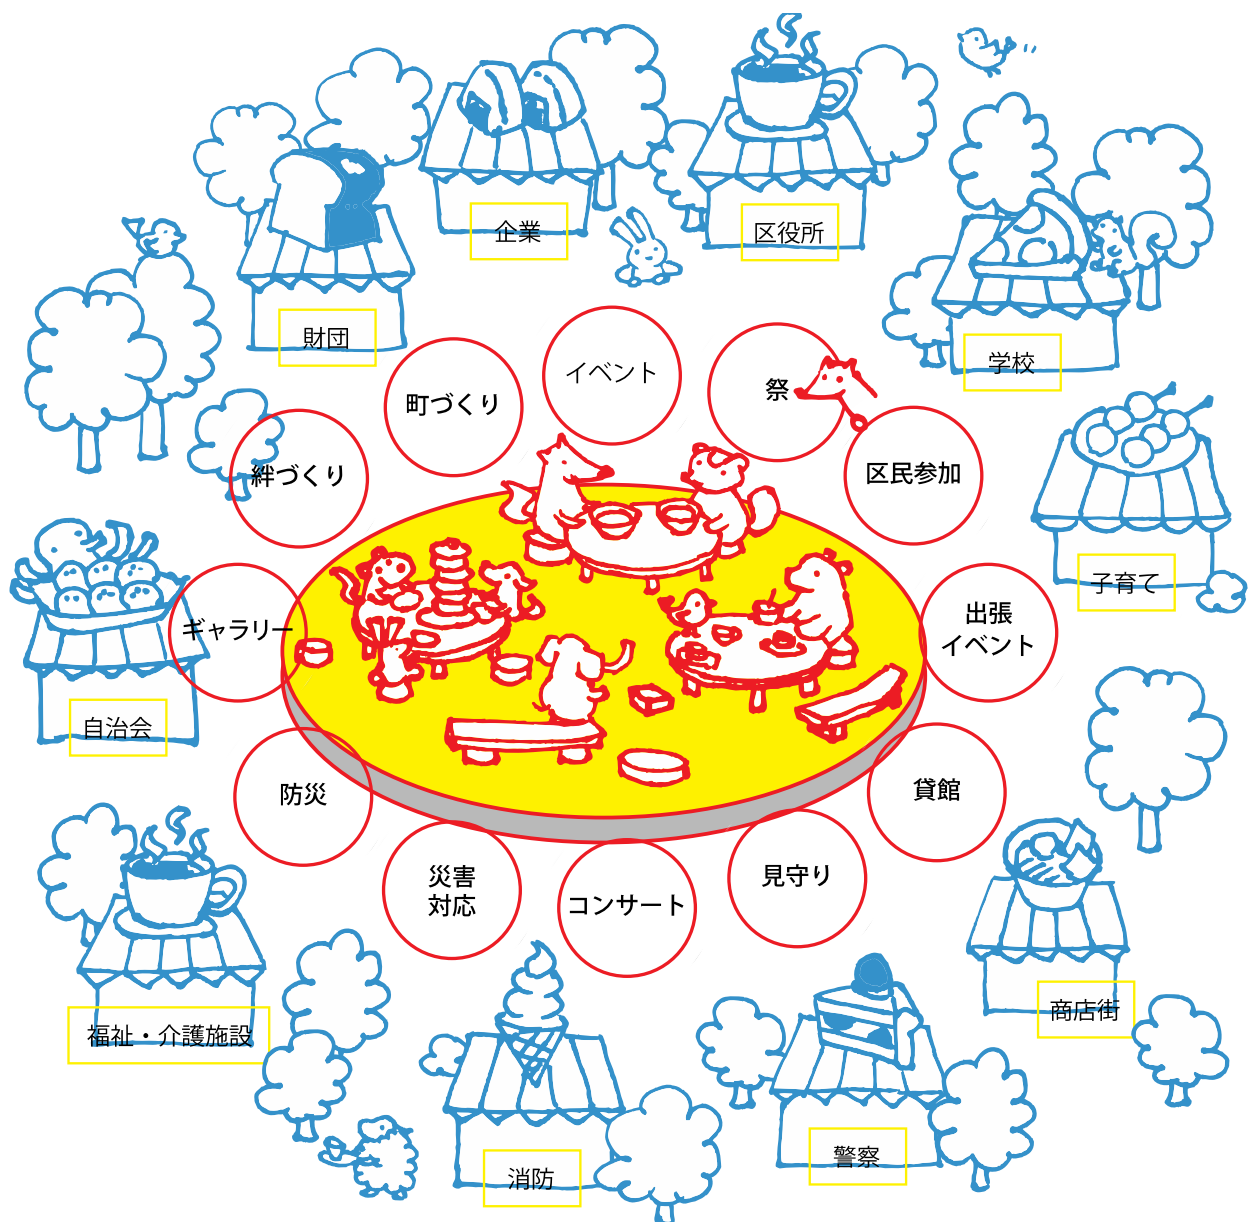 企業
区役所
財団
学校
イベント
祭
町づくり
区民参加
絆づくり
子育て
出張
イベント
ギャラリー
自治会
防災
貸館
災害
対応
コンサート
見守り
商店街
福祉・介護施設
消防
警察